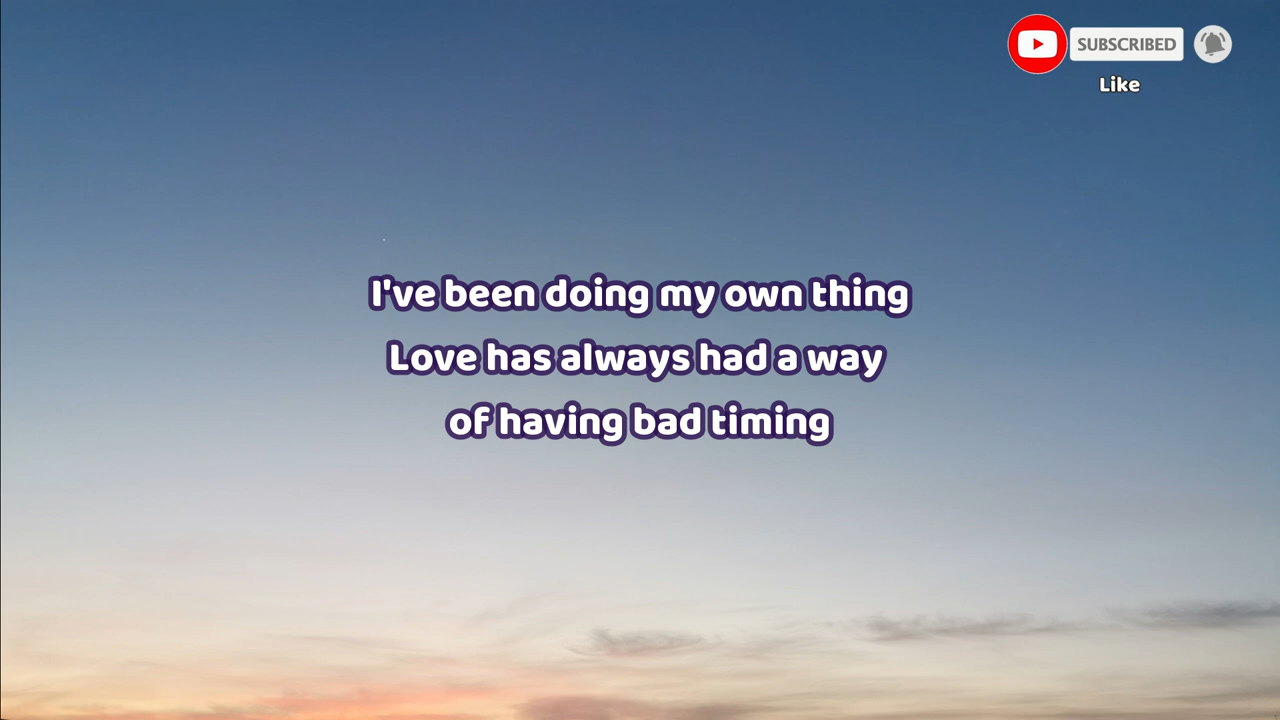 SUBSCRIBED
Like
I've been doing my own thing
Love has always had a way
of having bad timing